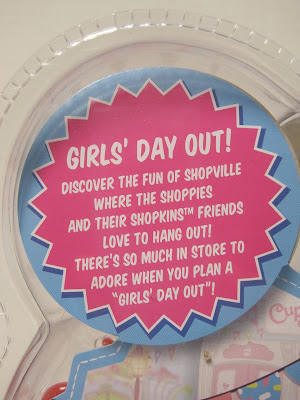 GIRLS' DAY OUT!
DISCOVER THE FUN OF SHOPVILLE
WHERE THE SHOPPIES
AND THEIR SHOPKINS™ FRIENDS
LOVE TO HANG OUT!
THERE'S SO MUCH IN STORE TO
ADORE WHEN YOU PLAN A
"GIRLS' DAY OUT"!